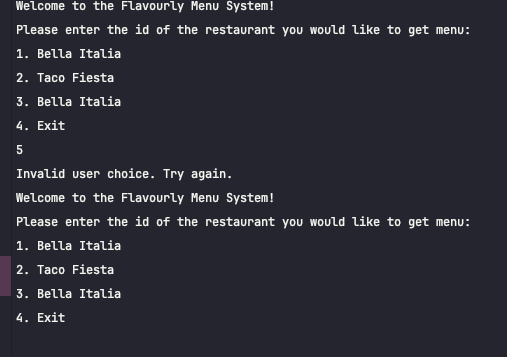 Welcome to the Flavourly Menu System!
Please enter the id of the restaurant you would like to get menu:
1. Bella Italia
2. Taco Fiesta
3. Bella Italia
4. Exit
5
Invalid user choice. Try again.
Welcome to the Flavourly Menu System!
Please enter the id of the restaurant you would like to get menu:
1. Bella Italia
2. Taco Fiesta
3. Bella Italia
4. Exit